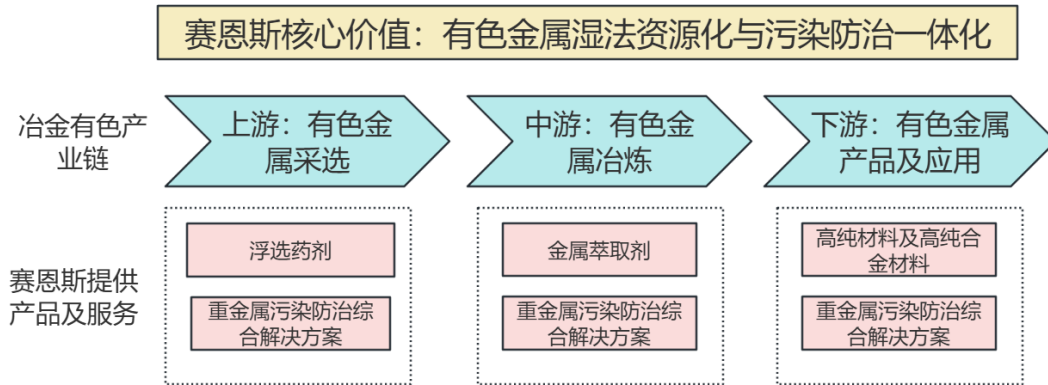 赛恩斯核心价值：有色金属湿法资源化与污染防治一体化
冶金有色产
业链
上游：有色金
属采选
中游：有色金
属冶炼
下游：有色金属
产品及应用
赛恩斯提供
产品及服务
浮选药剂
重金属污染防治综
合解决方案
金属萃取剂
重金属污染防治综
合解决方案
高纯材料及高纯合
金材料
重金属污染防治综
合解决方案